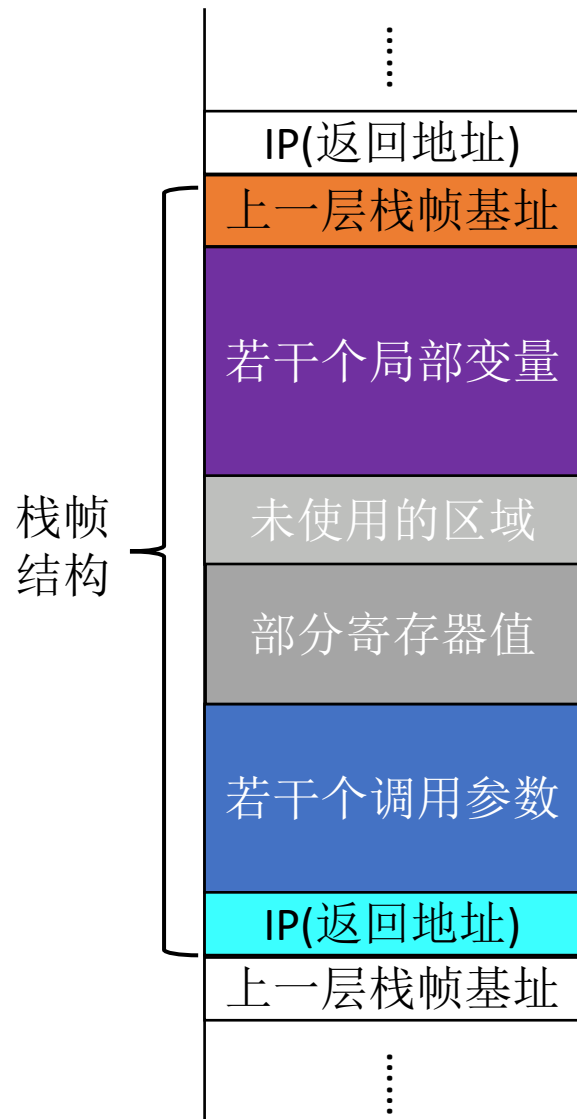 ……
IP(返回地址)
上一层栈帧基址
若干个局部变量
未使用的区域
栈帧
结构
部分寄存器值
若干个调用参数
IP(返回地址)
上一层栈帧基址
……